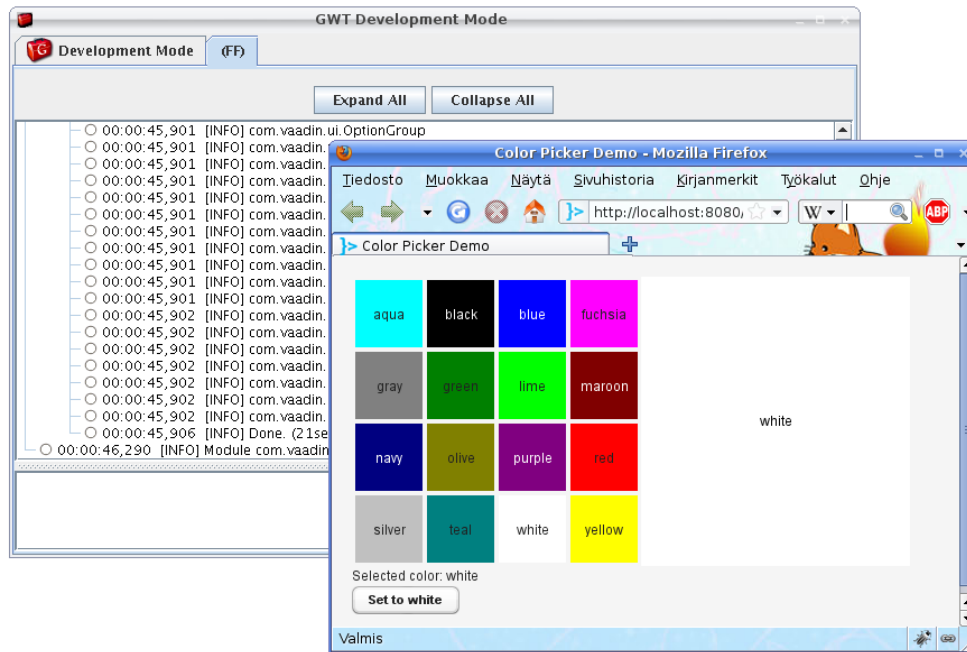 GWT Development Mode
G Development Mode (FF)
Expand All Collapse All
00:00:45,901 [INFO] com.vaadin.ui.OptionGroup
00:00:45,901 [INFO] com.vaadin.
00:00:45,901 [INFO] com.vaadin.
00:00:45,901 [INFO] com.vaadin.
00:00:45,901 [INFO] com.vaadin.
00:00:45,901 [INFO] com.vaadin.
00:00:45,901 [INFO] com.vaadin.
00:00:45,901 [INFO] com.vaadin.
00:00:45,901 [INFO] com.vaadin.
00:00:45,901 [INFO] com.vaadin.
00:00:45,901 [INFO] com.vaadin.
00:00:45,902 [INFO] com.vaadin.
00:00:45,902 [INFO] com.vaadin.
00:00:45,902 [INFO] com.vaadin.
00:00:45,902 [INFO] com.vaadin.
00:00:45,902 [INFO] com.vaadin.
00:00:45,902 [INFO] com.vaadin.
00:00:45,902 [INFO] com.vaadin.
00:00:45,906 [INFO] Done. (21se
00:00:46,290 [INFO] Module com.vaadin
Color Picker Demo - Mozilla Firefox
Tiedosto Muokkaa Näytä Sivuhistoria Kirjanmerkit Työkalut Ohje
}> http://localhost:8080, W ABP
}> Color Picker Demo
aqua black blue fuchsia
gray green lime maroon
white
navy olive purple red
silver teal white yellow
Selected color: white
Set to white
Valmis